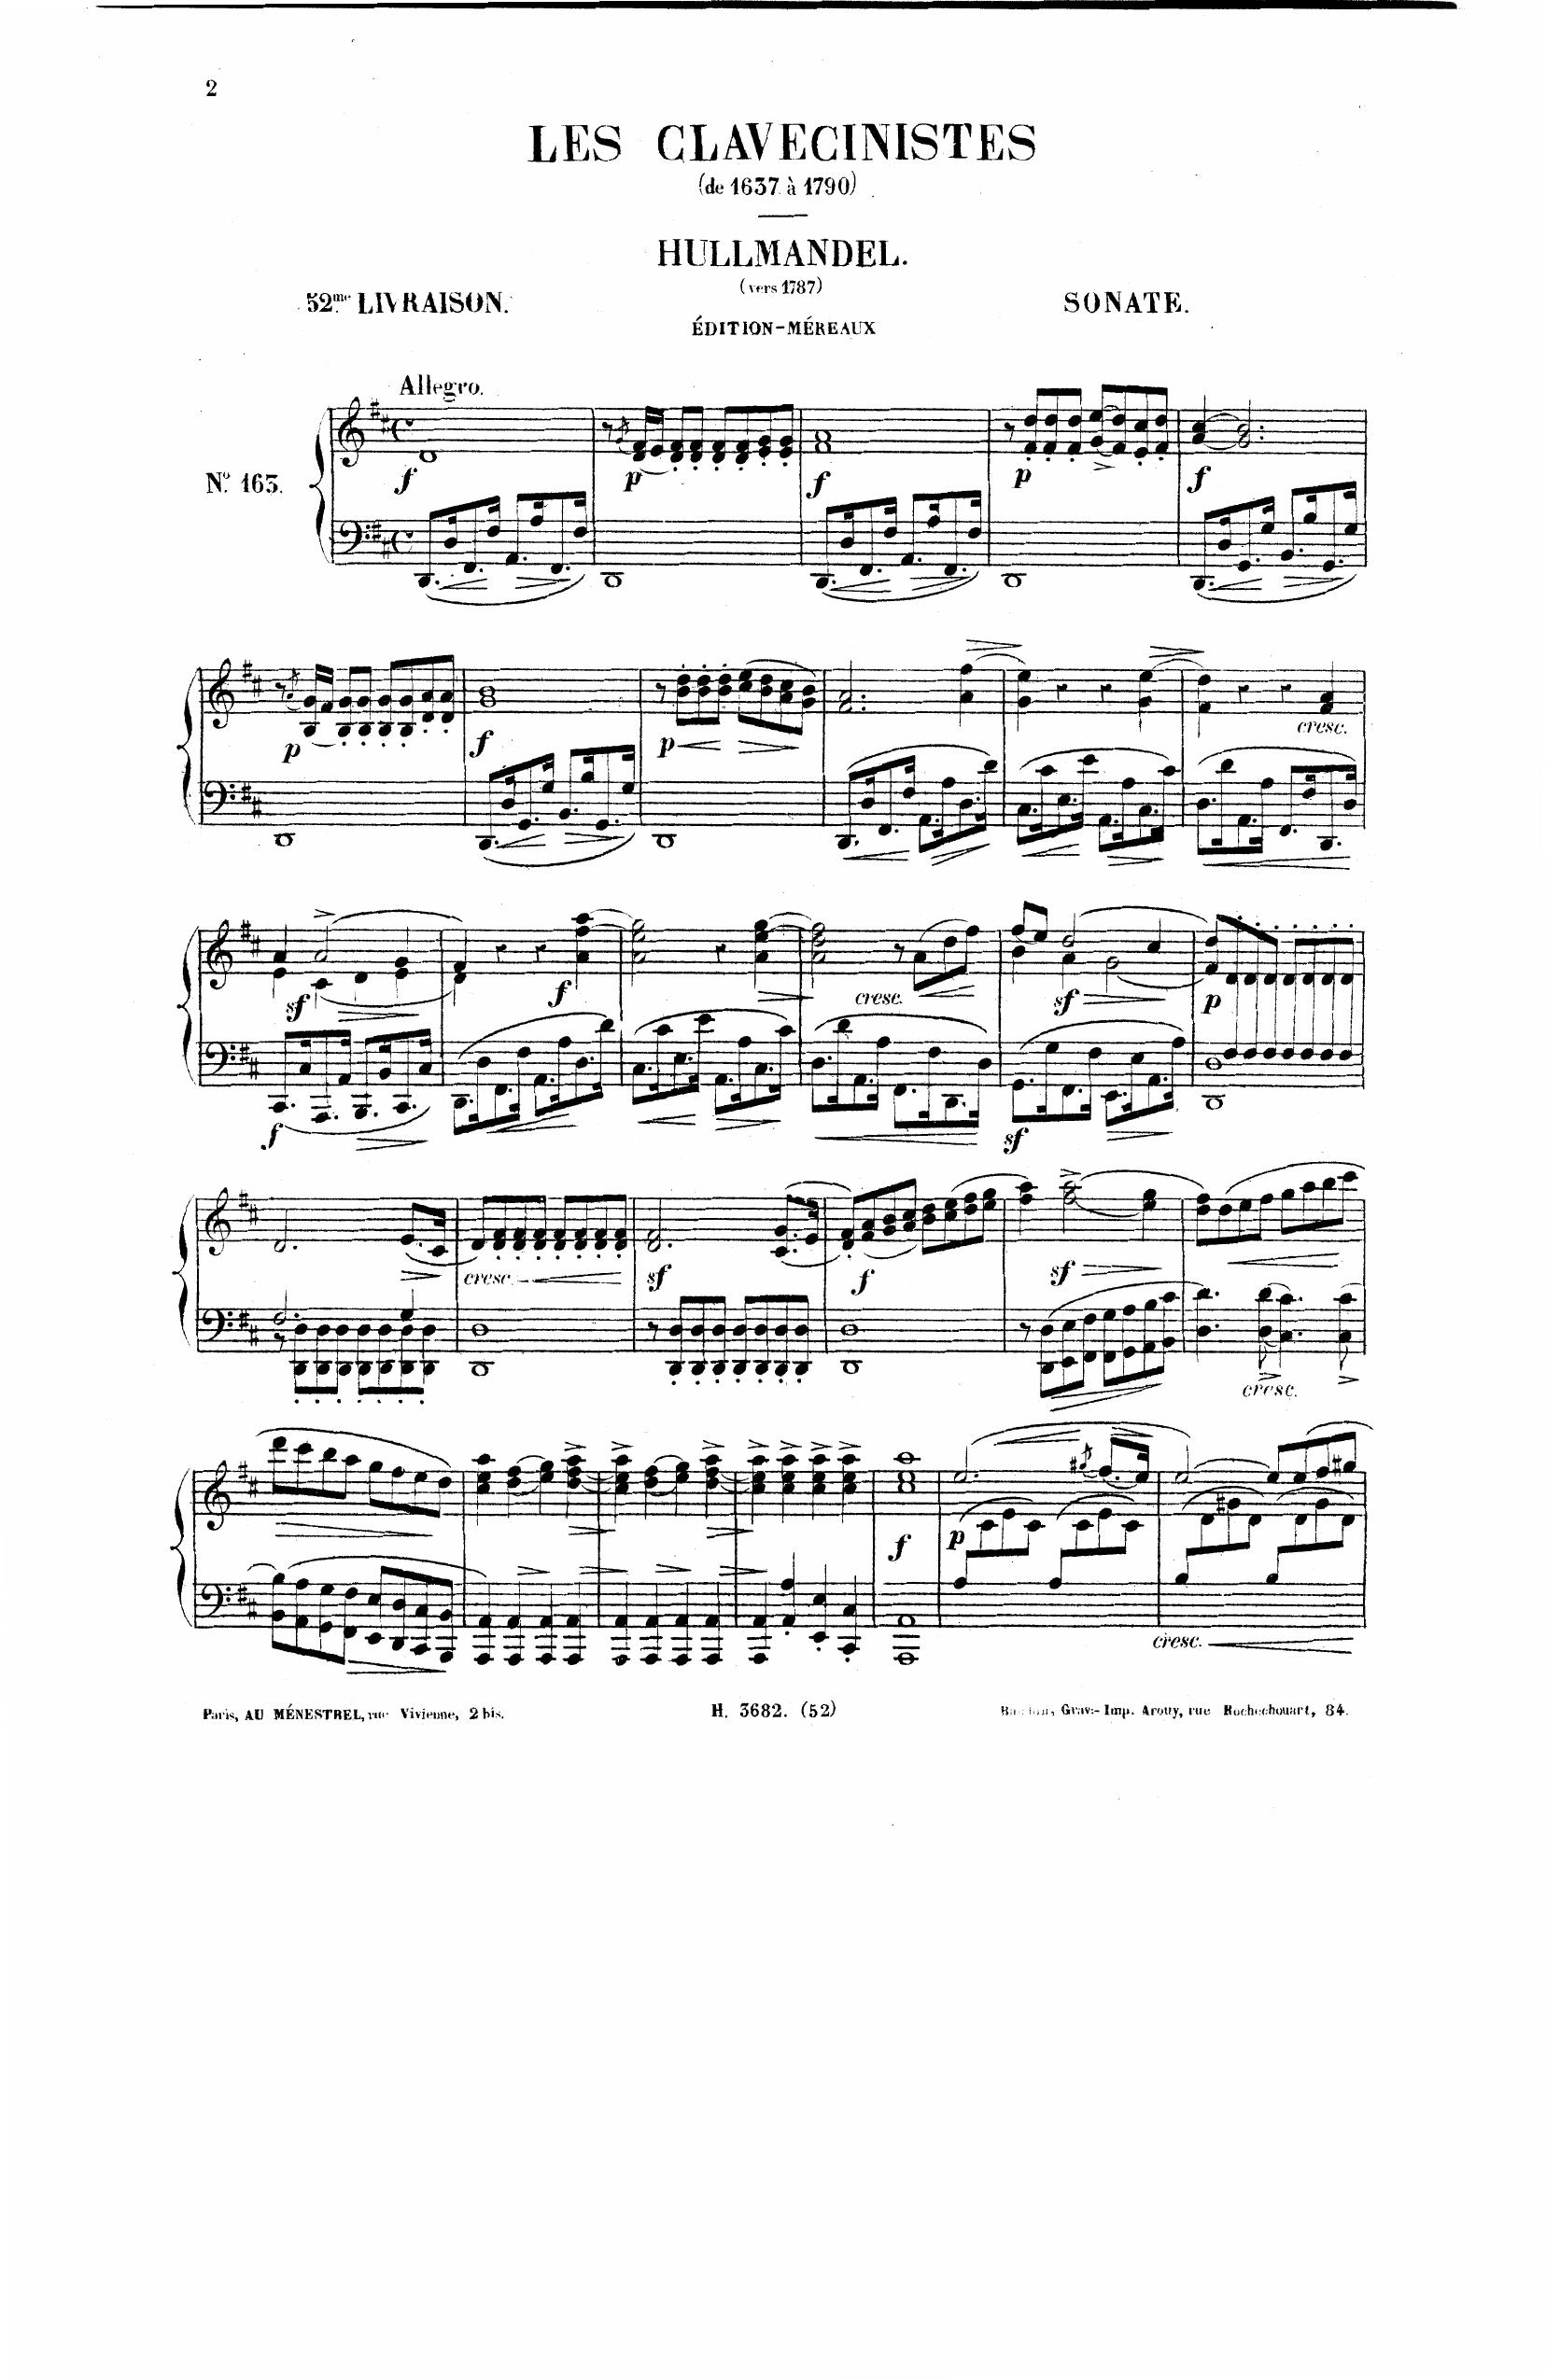 2
LES CLAVECINISTES
(de 1637 à 1790)
HULLMANDEL.
(vers 1787)
52me LIVRAISON.
SONATE.
ÉDITION-MÉREAUX
Allegro.
No. 163.
f p f p f
p f p cresc.
sf f cresc. sf p
f sf
cresc. sf f sf
cresc.
f p
cresc.
Paris, AU MÉNESTREL, rue Vivienne, 2 bis.
H. 3682. (52)
Grav:- Imp. Arouy, rue Rochechouart, 84.